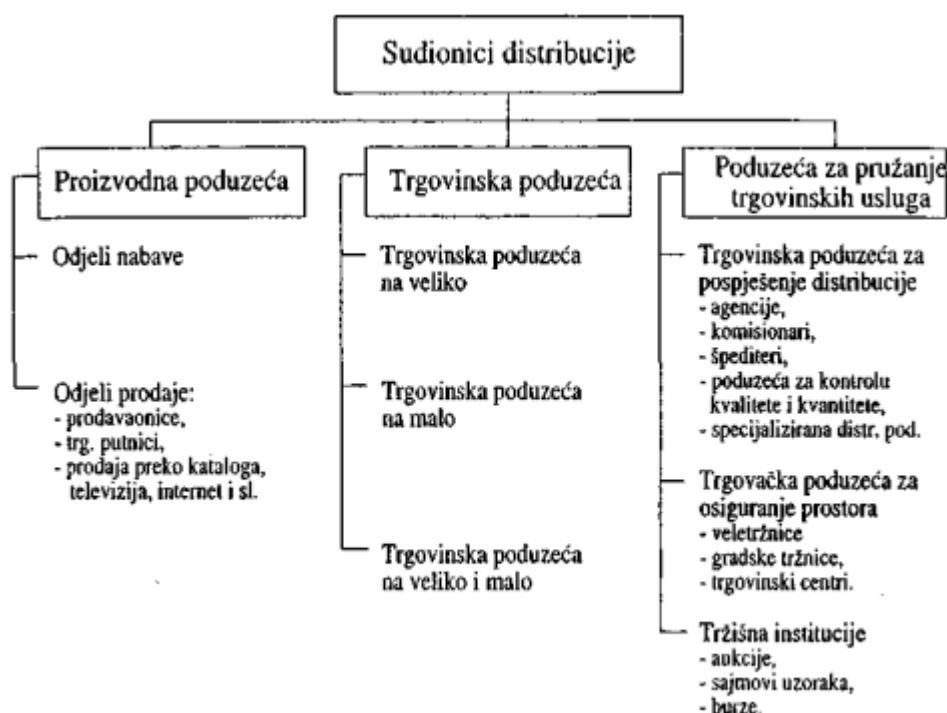 Sudionici distribucije
Proizvodna poduzeća
Odjeli nabave
Odjeli prodaje:
- prodavaonice,
- trg. putnici,
- prodaja preko kataloga,
televizija, internet i sl.
Trgovinska poduzeća
Trgovinska poduzeća
na veliko
Trgovinska poduzeća
na malo
Trgovinska poduzeća
na veliko i malo
Poduzeća za pružanje
trgovinskih usluga
Trgovinska poduzeća za
pospješenje distribucije
- agencije,
- komisionari,
- špediteri,
- poduzeća za kontrolu
kvalitete i kvantitete,
- specijalizirana distr. pod.
Trgovačka poduzeća za
osiguranje prostora
- veletržnice
- gradske tržnice,
- trgovinski centri.
Tržišna institucije
- aukcije,
- sajmovi uzoraka,
- burze.